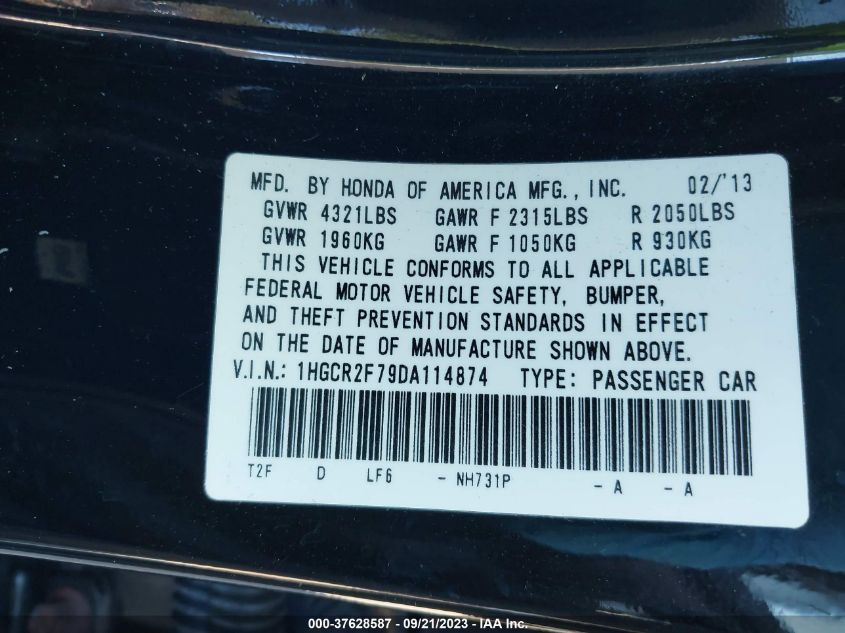 MFD. BY HONDA OF AMERICA MFG., INC. 02/'13
GVWR 4321LBS GAWR F 2315LBS R 2050LBS
GVWR 1960KG GAWR F 1050KG R 930KG
THIS VEHICLE CONFORMS TO ALL APPLICABLE
FEDERAL MOTOR VEHICLE SAFETY, BUMPER,
AND THEFT PREVENTION STANDARDS IN EFFECT
ON THE DATE OF MANUFACTURE SHOWN ABOVE.
V.I.N.: 1HGCR2F79DA114874 TYPE: PASSENGER CAR
T2F D LF6 - NH731P - A - A
000-37628587 - 09/21/2023 - IAA Inc.